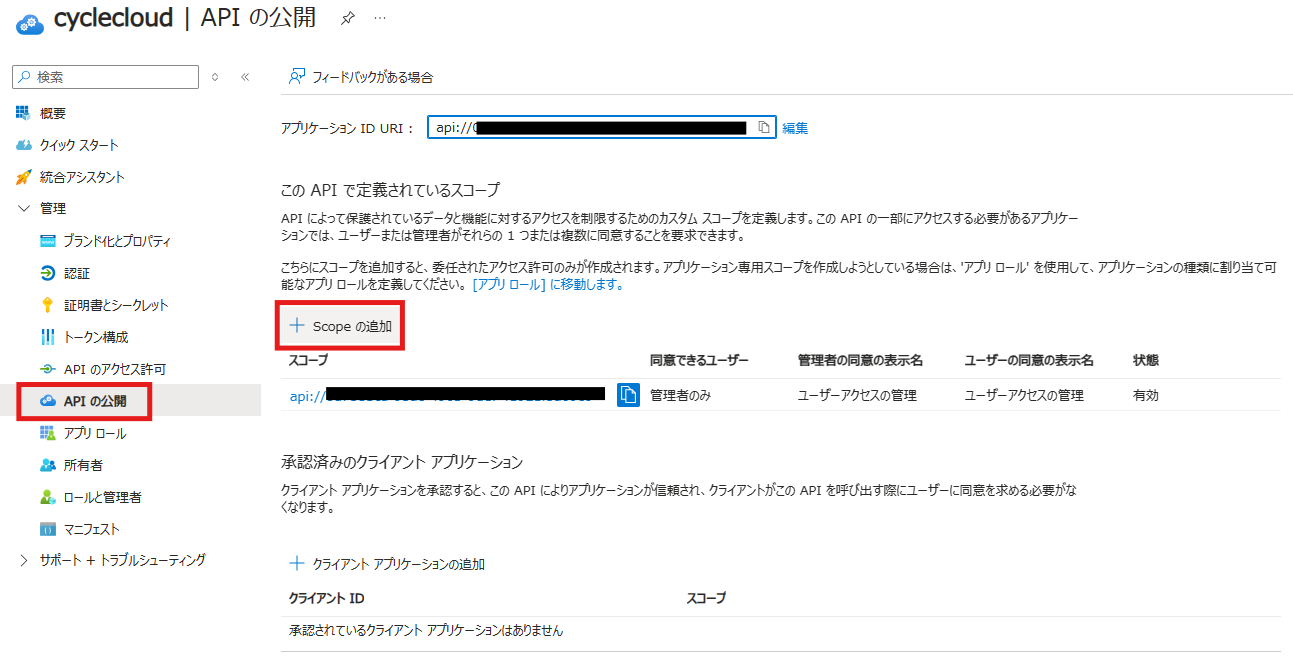 cyclecloud | API の公開
検索
フィードバックがある場合
概要
クイック スタート
統合アシスタント
管理
ブランド化とプロパティ
認証
証明書とシークレット
トークン構成
API のアクセス許可
API の公開
アプリ ロール
所有者
ロールと管理者
マニフェスト
サポート + トラブルシューティング
アプリケーション ID URI : api:// 編集
この API で定義されているスコープ
API によって保護されているデータと機能に対するアクセスを制限するためのカスタム スコープを定義します。この API の一部にアクセスする必要があるアプリケー
ションでは、ユーザーまたは管理者がそれらの 1 つまたは複数に同意することを要求できます。
こちらにスコープを追加すると、委任されたアクセス許可のみが作成されます。アプリケーション専用スコープを作成しようとしている場合は、'アプリ ロール' を使用して、アプリケーションの種類に割り当て可
能なアプリ ロールを定義してください。 [アプリ ロール] に移動します。
Scope の追加
スコープ 同意できるユーザー 管理者の同意の表示名 ユーザーの同意の表示名 状態
api:// 管理者のみ ユーザーアクセスの管理 ユーザーアクセスの管理 有効
承認済みのクライアント アプリケーション
クライアント アプリケーションを承認すると、この API によりアプリケーションが信頼され、クライアントがこの API を呼び出す際にユーザーに同意を求める必要がな
くなります。
クライアント アプリケーションの追加
クライアント ID スコープ
承認されているクライアント アプリケーションはありません